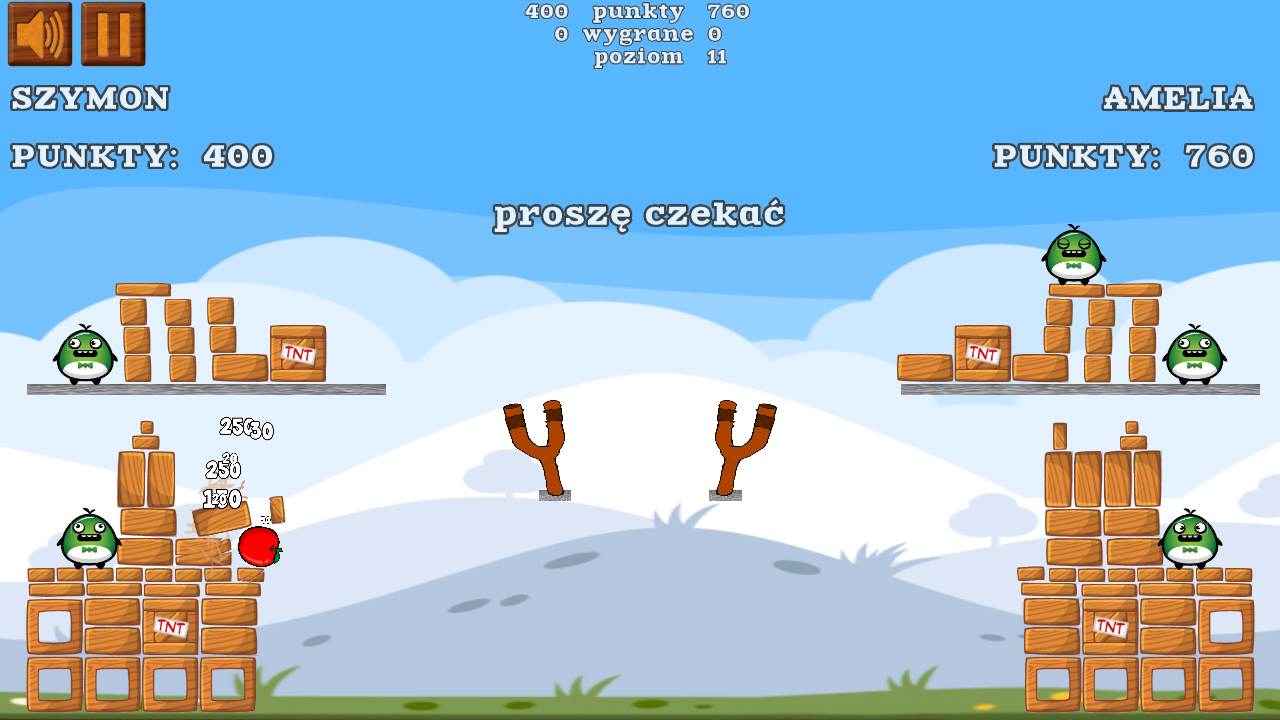 400 punkty 760
0 wygrane 0
poziom 11
SZYMON
AMELIA
PUNKTY: 400
PUNKTY: 760
proszę czekać
TNT
TNT
250
250
TNT
TNT